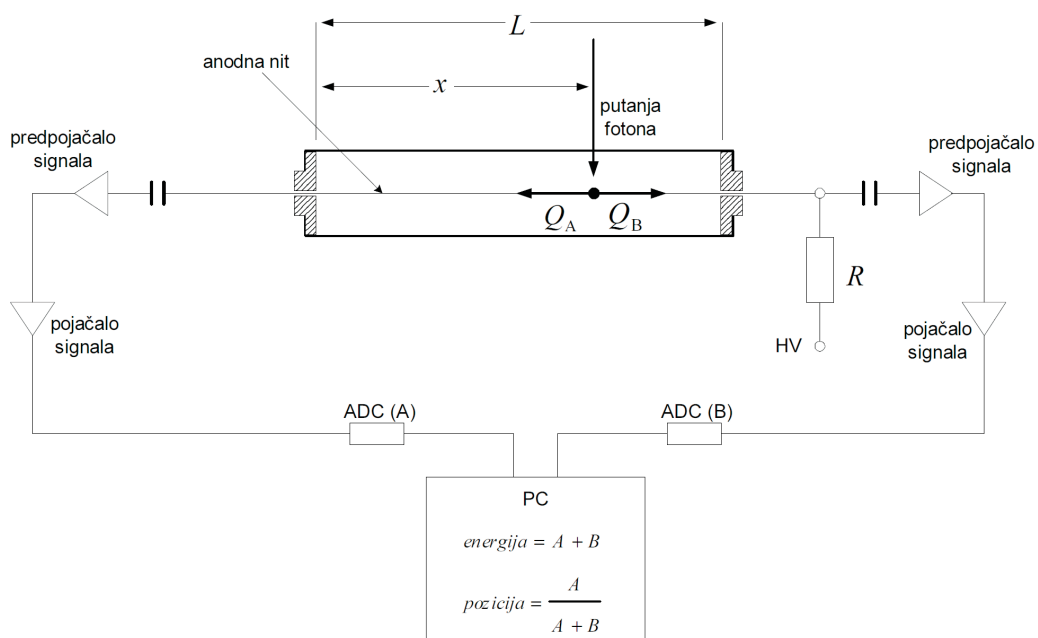 L
anodna nit
x
putanja
fotona
predpojačalo
signala
predpojačalo
signala
Q_A
Q_B
R
pojačalo
signala
pojačalo
signala
HV
ADC (A)
ADC (B)
PC
energija = A + B
pozicija = A / A + B